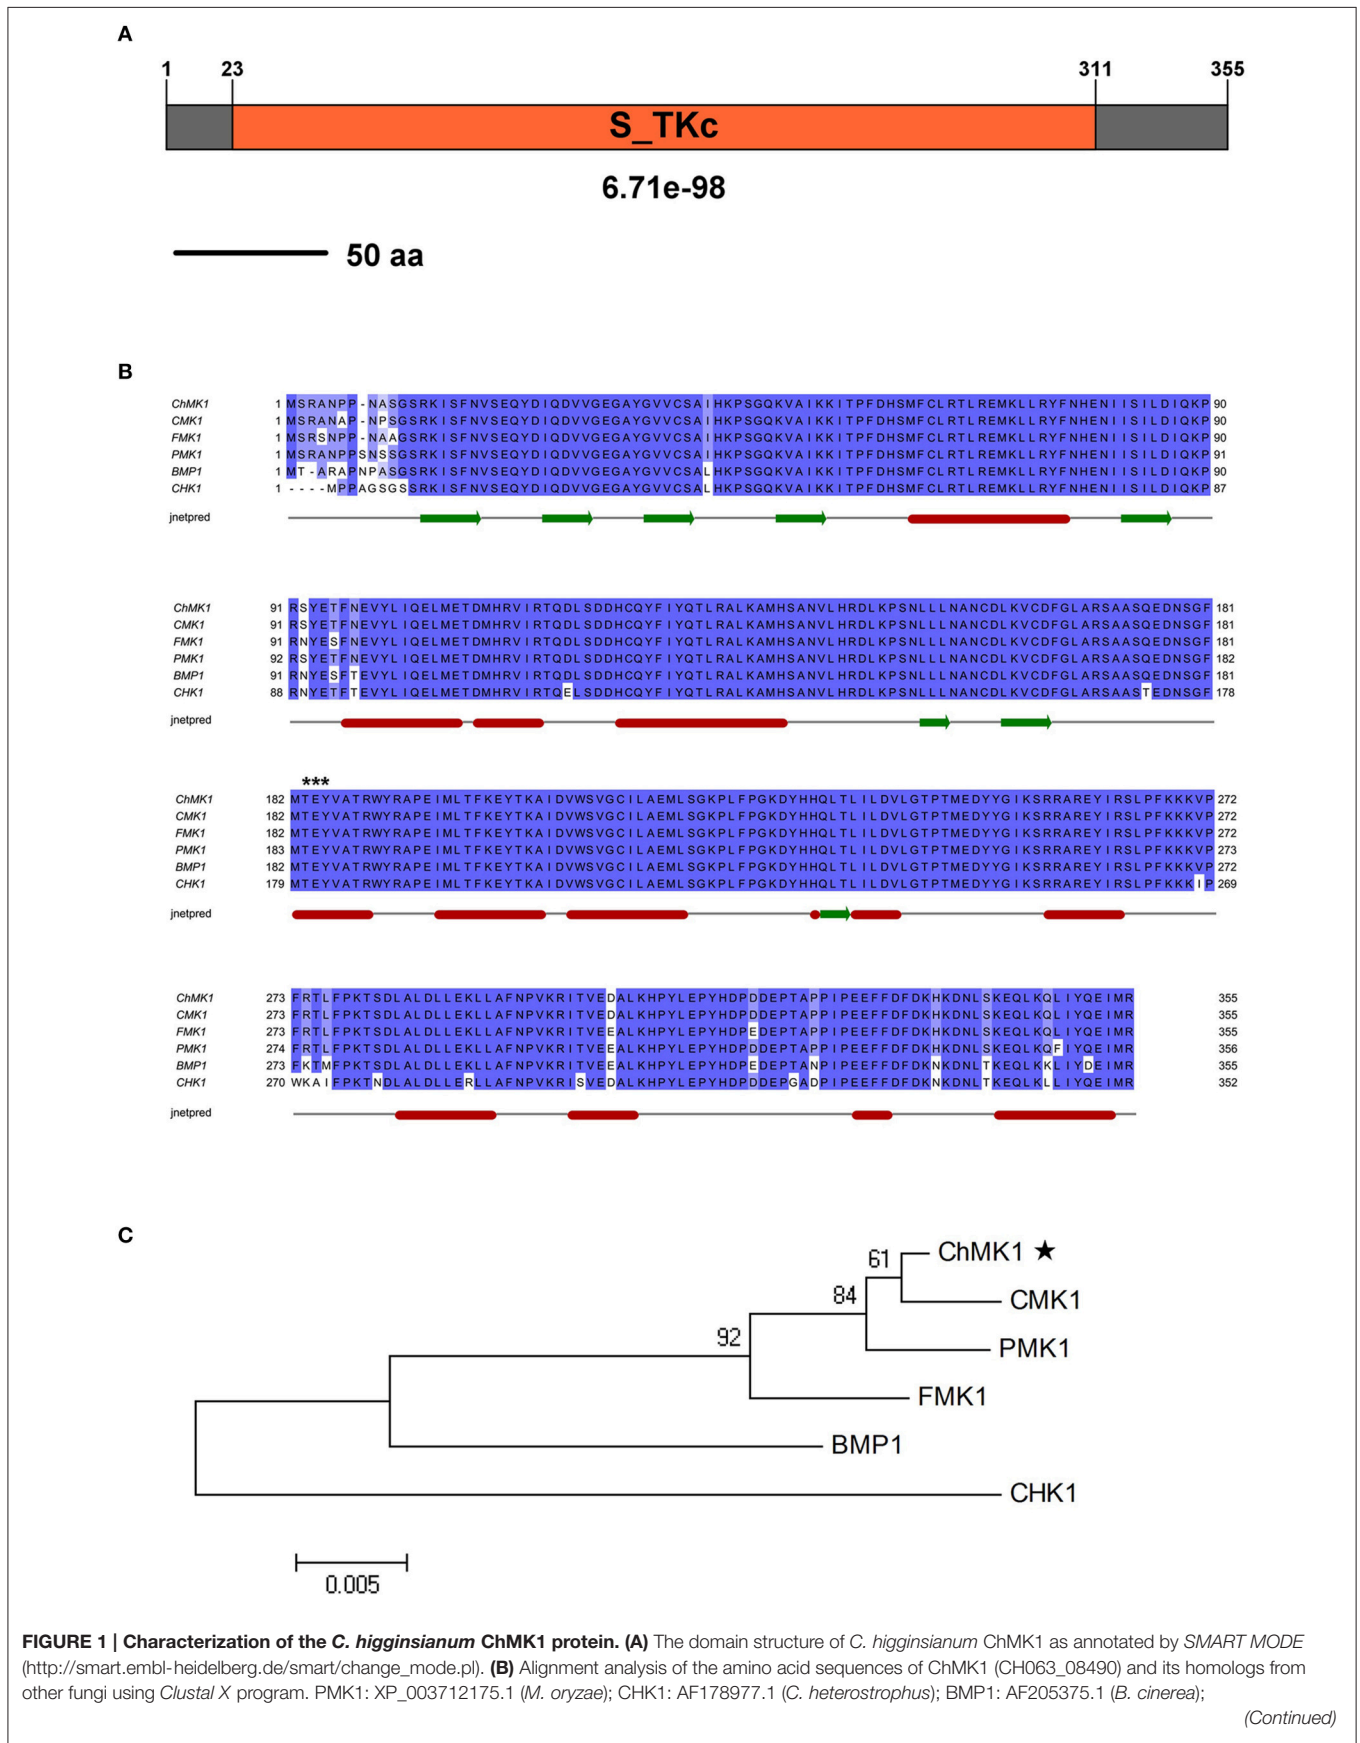 A
1 23 311 355
S_TKc
6.71e-98
50 aa
B
ChMK1 1 MSRANPP-NASGSRKISFNVSEQYDIQDVVGEGAYGVVCSAIHKPSGQKVAIKKITPFDHSMFCLRTLREMKLLRYFNHENIISILDIQKP 90
CMK1 1 MSRANAP-NPSGSRKISFNVSEQYDIQDVVGEGAYGVVCSAIHKPSGQKVAIKKITPFDHSMFCLRTLREMKLLRYFNHENIISILDIQKP 90
FMK1 1 MSRSNPP-NAAGSRKISFNVSEQYDIQDVVGEGAYGVVCSAIHKPSGQKVAIKKITPFDHSMFCLRTLREMKLLRYFNHENIISILDIQKP 90
PMK1 1 MSRANPPSNSSGSRKISFNVSEQYDIQDVVGEGAYGVVCSAIHKPSGQKVAIKKITPFDHSMFCLRTLREMKLLRYFNHENIISILDIQKP 91
BMP1 1 MT-ARAPNPASGSRKISFNVSEQYDIQDVVGEGAYGVVCSALHKPSGQKVAIKKITPFDHSMFCLRTLREMKLLRYFNHENIISILDIQKP 90
CHK1 1 ----MPPAGSGSSRKISFNVSEQYDIQDVVGEGAYGVVCSALHKPSGQKVAIKKITPFDHSMFCLRTLREMKLLRYFNHENIISILDIQKP 87
jnetpred
ChMK1 91 RSYETFNEVYLIQELMETDMHRVIRTQDLSDDHCQYFIYQTLRALKAMHSANVLHRDLKPSNLLLNANCDLKVCDFGLARSAASQEDNSGF 181
CMK1 91 RSYETFNEVYLIQELMETDMHRVIRTQDLSDDHCQYFIYQTLRALKAMHSANVLHRDLKPSNLLLNANCDLKVCDFGLARSAASQEDNSGF 181
FMK1 91 RNYESFNEVYLIQELMETDMHRVIRTQDLSDDHCQYFIYQTLRALKAMHSANVLHRDLKPSNLLLNANCDLKVCDFGLARSAASQEDNSGF 181
PMK1 92 RSYETFNEVYLIQELMETDMHRVIRTQDLSDDHCQYFIYQTLRALKAMHSANVLHRDLKPSNLLLNANCDLKVCDFGLARSAASQEDNSGF 182
BMP1 91 RNYESFTEVYLIQELMETDMHRVIRTQDLSDDHCQYFIYQTLRALKAMHSANVLHRDLKPSNLLLNANCDLKVCDFGLARSAASQEDNSGF 181
CHK1 88 RNYETFTEVYLIQELMETDMHRVIRTQELSDDHCQYFIYQTLRALKAMHSANVLHRDLKPSNLLLNANCDLKVCDFGLARSAASTEDNSGF 178
jnetpred
***
ChMK1 182 MTEYVATRWYRAPEIMLTFKEYTKAIDVWSVGCILAEMLSGKPLFPGKDYHHQLTLILDVLGTPTMEDYYGIKSRRAREYIRSLPFKKKVP 272
CMK1 182 MTEYVATRWYRAPEIMLTFKEYTKAIDVWSVGCILAEMLSGKPLFPGKDYHHQLTLILDVLGTPTMEDYYGIKSRRAREYIRSLPFKKKVP 272
FMK1 182 MTEYVATRWYRAPEIMLTFKEYTKAIDVWSVGCILAEMLSGKPLFPGKDYHHQLTLILDVLGTPTMEDYYGIKSRRAREYIRSLPFKKKVP 272
PMK1 183 MTEYVATRWYRAPEIMLTFKEYTKAIDVWSVGCILAEMLSGKPLFPGKDYHHQLTLILDVLGTPTMEDYYGIKSRRAREYIRSLPFKKKVP 273
BMP1 182 MTEYVATRWYRAPEIMLTFKEYTKAIDVWSVGCILAEMLSGKPLFPGKDYHHQLTLILDVLGTPTMEDYYGIKSRRAREYIRSLPFKKKVP 272
CHK1 179 MTEYVATRWYRAPEIMLTFKEYTKAIDVWSVGCILAEMLSGKPLFPGKDYHHQLTLILDVLGTPTMEDYYGIKSRRAREYIRSLPFKKKIP 269
jnetpred
ChMK1 273 FRTLFPKTSDLALDLLEKLLAFNPVKRITVEDALKHPYLEPYHDPDDEPTAPPIPEEFFDFDKHKDNLSKEQLKQLIYQEIMR 355
CMK1 273 FRTLFPKTSDLALDLLEKLLAFNPVKRITVEDALKHPYLEPYHDPDDEPTAPPIPEEFFDFDKHKDNLSKEQLKQLIYQEIMR 355
FMK1 273 FRTLFPKTSDLALDLLEKLLAFNPVKRITVEEALKHPYLEPYHDPEDEPTAPPIPEEFFDFDKHKDNLSKEQLKQLIYQEIMR 355
PMK1 274 FRTLFPKTSDLALDLLEKLLAFNPVKRITVEEALKHPYLEPYHDPDDEPTAPPIPEEFFDFDKHKDNLSKEQLKQFIYQEIMR 356
BMP1 273 FKTMFPKTSDLALDLLEKLLAFNPVKRITVEEALKHPYLEPYHDPEDEPTANPIPEEFFDFDKNKDNLTKEQLKKLIYDEIMR 355
CHK1 270 WKAIFPKTNDLALDLLERLLAFNPVKRISVEDALKHPYLEPYHDPDDEPGADPIPEEFFDFDKNKDNLTKEQLKLLIYQEIMR 352
jnetpred
C
61 ChMK1 ★
84 CMK1
92 PMK1
FMK1
BMP1
CHK1
0.005
FIGURE 1 | Characterization of the C. higginsianum ChMK1 protein. (A) The domain structure of C. higginsianum ChMK1 as annotated by SMART MODE
(http://smart.embl-heidelberg.de/smart/change_mode.pl). (B) Alignment analysis of the amino acid sequences of ChMK1 (CH063_08490) and its homologs from
other fungi using Clustal X program. PMK1: XP_003712175.1 (M. oryzae); CHK1: AF178977.1 (C. heterostrophus); BMP1: AF205375.1 (B. cinerea);
(Continued)